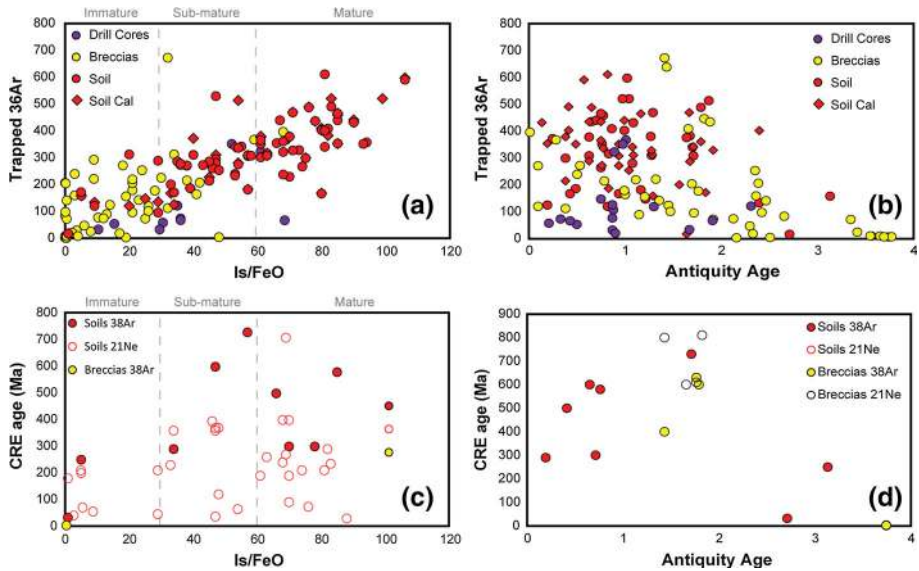 Immature Sub-mature Mature
800
700
600
500
400
300
200
100
0
Trapped 36Ar
Drill Cores
Breccias
Soil
Soil Cal
(a)
0 20 40 60 80 100 120
Is/FeO
800
700
600
500
400
300
200
100
0
Trapped 36Ar
Drill Cores
Breccias
Soil
Soil Cal
(b)
0 1 2 3 4
Antiquity Age
Immature Sub-mature Mature
800
700
600
500
400
300
200
100
0
CRE age (Ma)
Soils 38Ar
Soils 21Ne
Breccias 38Ar
(c)
0 20 40 60 80 100 120
Is/FeO
900
800
700
600
500
400
300
200
100
0
CRE age (Ma)
Soils 38Ar
Soils 21Ne
Breccias 38Ar
Breccias 21Ne
(d)
0 1 2 3 4
Antiquity Age